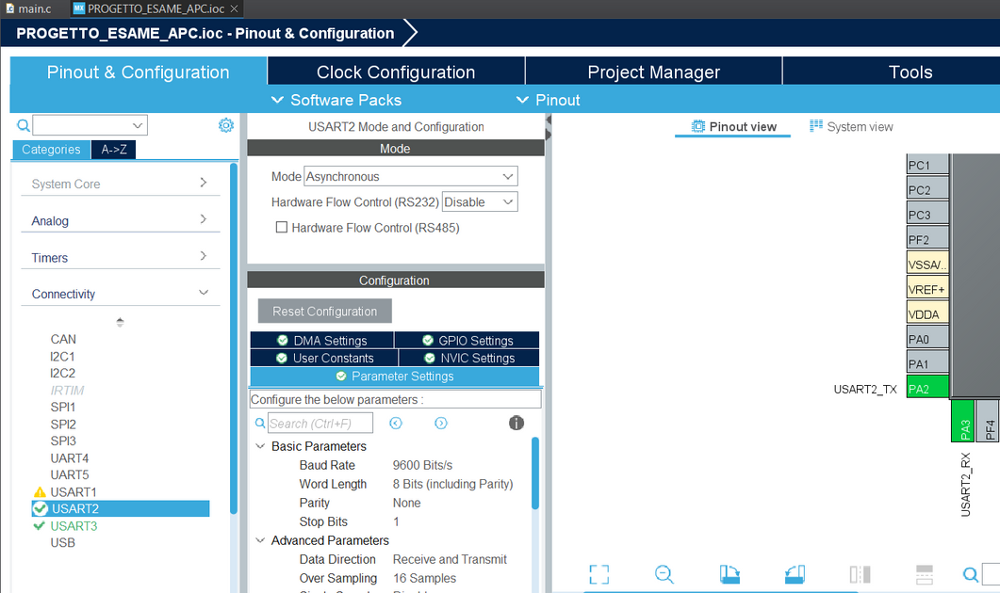 main.c
MX PROGETTO_ESAME_APC.ioc
PROGETTO_ESAME_APC.ioc - Pinout & Configuration
Pinout & Configuration
Clock Configuration
Project Manager
Tools
Software Packs
Pinout
Categories
A->Z
System Core
Analog
Timers
Connectivity
CAN
I2C1
I2C2
IRTIM
SPI1
SPI2
SPI3
UART4
UART5
USART1
USART2
USART3
USB
USART2 Mode and Configuration
Mode
Mode Asynchronous
Hardware Flow Control (RS232) Disable
Hardware Flow Control (RS485)
Configuration
Reset Configuration
DMA Settings
GPIO Settings
User Constants
NVIC Settings
Parameter Settings
Configure the below parameters :
Search (Ctrl+F)
Basic Parameters
Baud Rate 9600 Bits/s
Word Length 8 Bits (including Parity)
Parity None
Stop Bits 1
Advanced Parameters
Data Direction Receive and Transmit
Over Sampling 16 Samples
Pinout view
System view
PC1
PC2
PC3
PF2
VSSA/..
VREF+
VDDA
PA0
PA1
USART2_TX PA2
PA3
PF4
USART2_RX